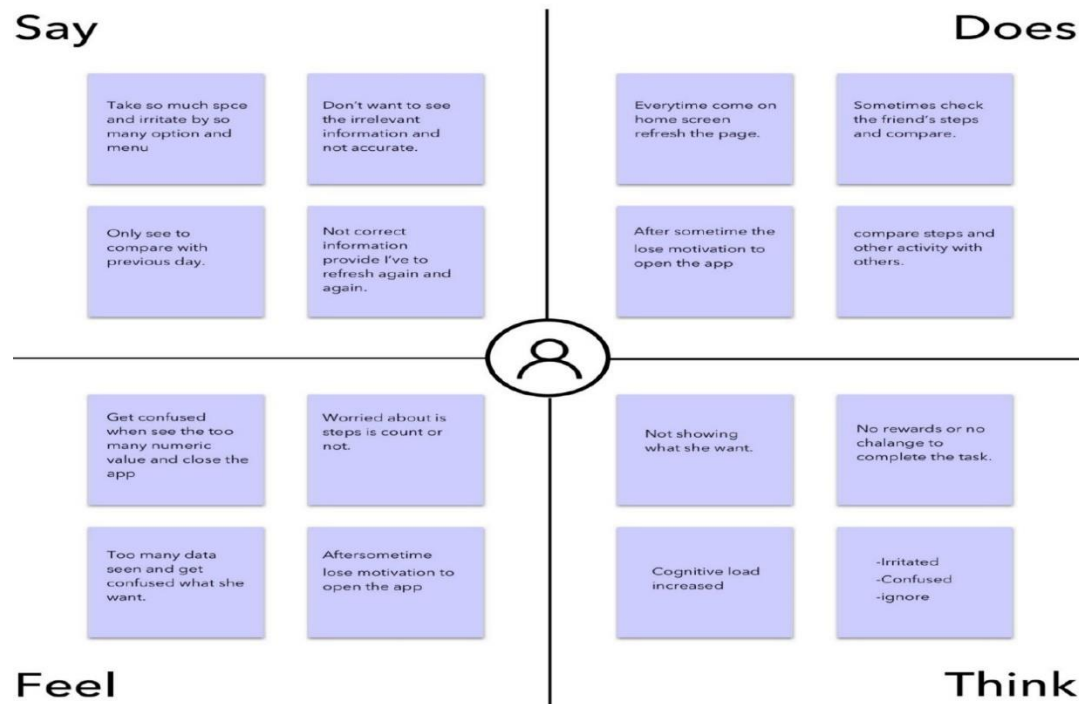 Say
Does
Take so much spce
and irritate by so
many option and
menu
Don't want to see
the irrelevant
information and
not accurate.
Everytime come on
home screen
refresh the page.
Sometimes check
the friend's steps
and compare.
Only see to
compare with
previous day.
Not correct
information
provide I've to
refresh again and
again.
After sometime the
lose motivation to
open the app
compare steps and
other activity with
others.
Get confused
when see the too
many numeric
value and close the
app
Worried about is
steps is count or
not.
Not showing
what she want.
No rewards or no
chalange to
complete the task.
Too many data
seen and get
confused what she
want.
Aftersometime
lose motivation to
open the app
Cognitive load
increased
-Irritated
-Confused
-ignore
Feel
Think